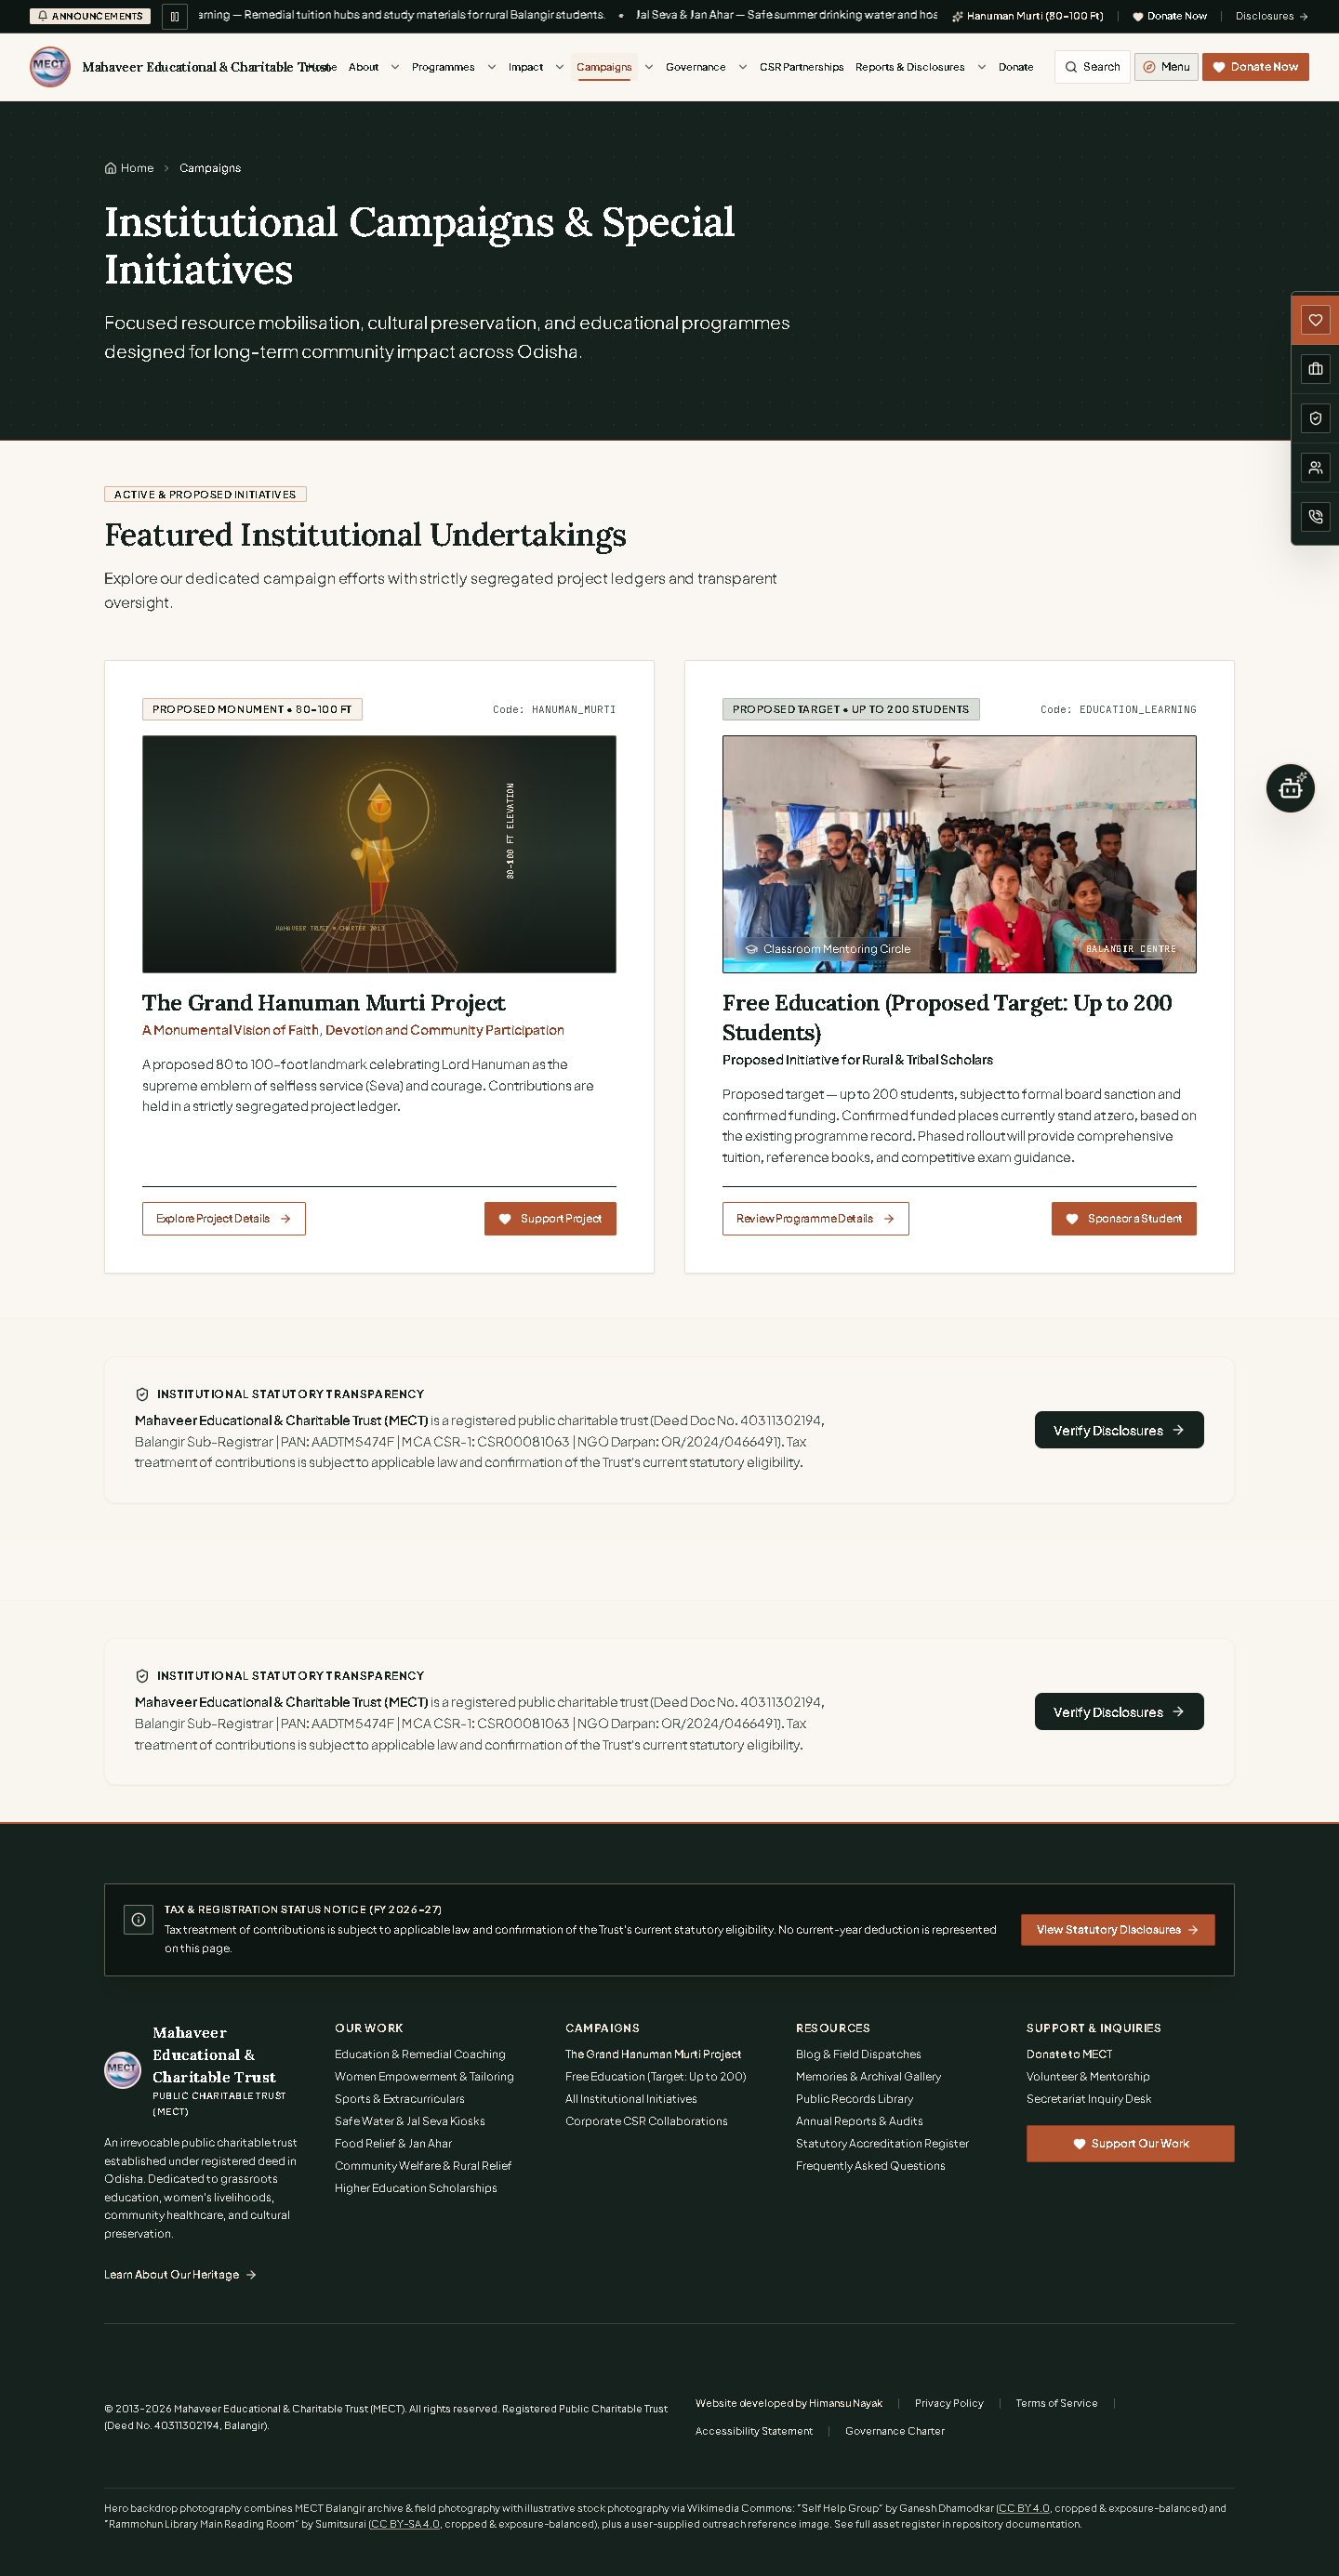 ANNOUNCEMENTS
arning — Remedial tuition hubs and study materials for rural Balangir students. • Jal Seva & Jan Ahar — Safe summer drinking water and hos
Hanuman Murti (80-100 Ft) | Donate Now | Disclosures →
MECT
Mahaveer Educational & Charitable Trust
Home About Programmes Impact Campaigns Governance CSR Partnerships Reports & Disclosures Donate
Search
Menu
Donate Now
Home > Campaigns
Institutional Campaigns & Special
Initiatives
Focused resource mobilisation, cultural preservation, and educational programmes
designed for long-term community impact across Odisha.
ACTIVE & PROPOSED INITIATIVES
Featured Institutional Undertakings
Explore our dedicated campaign efforts with strictly segregated project ledgers and transparent
oversight.
PROPOSED MONUMENT • 80-100 FT
Code: HANUMAN_MURTI
80-100 FT ELEVATION
MAHAVEER TRUST • CHARTER 2013
The Grand Hanuman Murti Project
A Monumental Vision of Faith, Devotion and Community Participation
A proposed 80 to 100-foot landmark celebrating Lord Hanuman as the
supreme emblem of selfless service (Seva) and courage. Contributions are
held in a strictly segregated project ledger.
Explore Project Details →
Support Project
PROPOSED TARGET • UP TO 200 STUDENTS
Code: EDUCATION_LEARNING
Classroom Mentoring Circle
BALANGIR CENTRE
Free Education (Proposed Target: Up to 200
Students)
Proposed Initiative for Rural & Tribal Scholars
Proposed target — up to 200 students, subject to formal board sanction and
confirmed funding. Confirmed funded places currently stand at zero, based on
the existing programme record. Phased rollout will provide comprehensive
tuition, reference books, and competitive exam guidance.
Review Programme Details →
Sponsor a Student
INSTITUTIONAL STATUTORY TRANSPARENCY
Mahaveer Educational & Charitable Trust (MECT) is a registered public charitable trust (Deed Doc No. 40311302194,
Balangir Sub-Registrar | PAN: AADTM5474F | MCA CSR-1: CSR00081063 | NGO Darpan: OR/2024/0466491). Tax
treatment of contributions is subject to applicable law and confirmation of the Trust's current statutory eligibility.
Verify Disclosures →
INSTITUTIONAL STATUTORY TRANSPARENCY
Mahaveer Educational & Charitable Trust (MECT) is a registered public charitable trust (Deed Doc No. 40311302194,
Balangir Sub-Registrar | PAN: AADTM5474F | MCA CSR-1: CSR00081063 | NGO Darpan: OR/2024/0466491). Tax
treatment of contributions is subject to applicable law and confirmation of the Trust's current statutory eligibility.
Verify Disclosures →
TAX & REGISTRATION STATUS NOTICE (FY 2026-27)
Tax treatment of contributions is subject to applicable law and confirmation of the Trust's current statutory eligibility. No current-year deduction is represented
on this page.
View Statutory Disclosures →
MECT
Mahaveer
Educational &
Charitable Trust
PUBLIC CHARITABLE TRUST
(MECT)
An irrevocable public charitable trust
established under registered deed in
Odisha. Dedicated to grassroots
education, women's livelihoods,
community healthcare, and cultural
preservation.
Learn About Our Heritage →
OUR WORK
Education & Remedial Coaching
Women Empowerment & Tailoring
Sports & Extracurriculars
Safe Water & Jal Seva Kiosks
Food Relief & Jan Ahar
Community Welfare & Rural Relief
Higher Education Scholarships
CAMPAIGNS
The Grand Hanuman Murti Project
Free Education (Target: Up to 200)
All Institutional Initiatives
Corporate CSR Collaborations
RESOURCES
Blog & Field Dispatches
Memories & Archival Gallery
Public Records Library
Annual Reports & Audits
Statutory Accreditation Register
Frequently Asked Questions
SUPPORT & INQUIRIES
Donate to MECT
Volunteer & Mentorship
Secretariat Inquiry Desk
Support Our Work
© 2013-2026 Mahaveer Educational & Charitable Trust (MECT). All rights reserved. Registered Public Charitable Trust
(Deed No. 40311302194, Balangir).
Website developed by Himansu Nayak | Privacy Policy | Terms of Service |
Accessibility Statement | Governance Charter
Hero backdrop photography combines MECT Balangir archive & field photography with illustrative stock photography via Wikimedia Commons: "Self Help Group" by Ganesh Dhamodkar (CC BY 4.0, cropped & exposure-balanced) and
"Rammohun Library Main Reading Room" by Sumitsurai (CC BY-SA 4.0, cropped & exposure-balanced), plus a user-supplied outreach reference image. See full asset register in repository documentation.